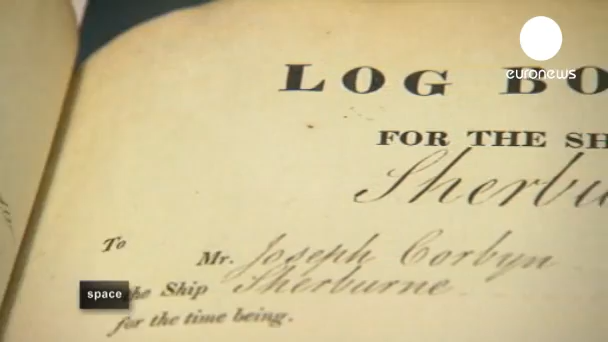 euronews
LOG BO
FOR THE SH
Sherbu
To
Mr. Joseph Corbyn
the Ship Sherburne
for the time being.
space